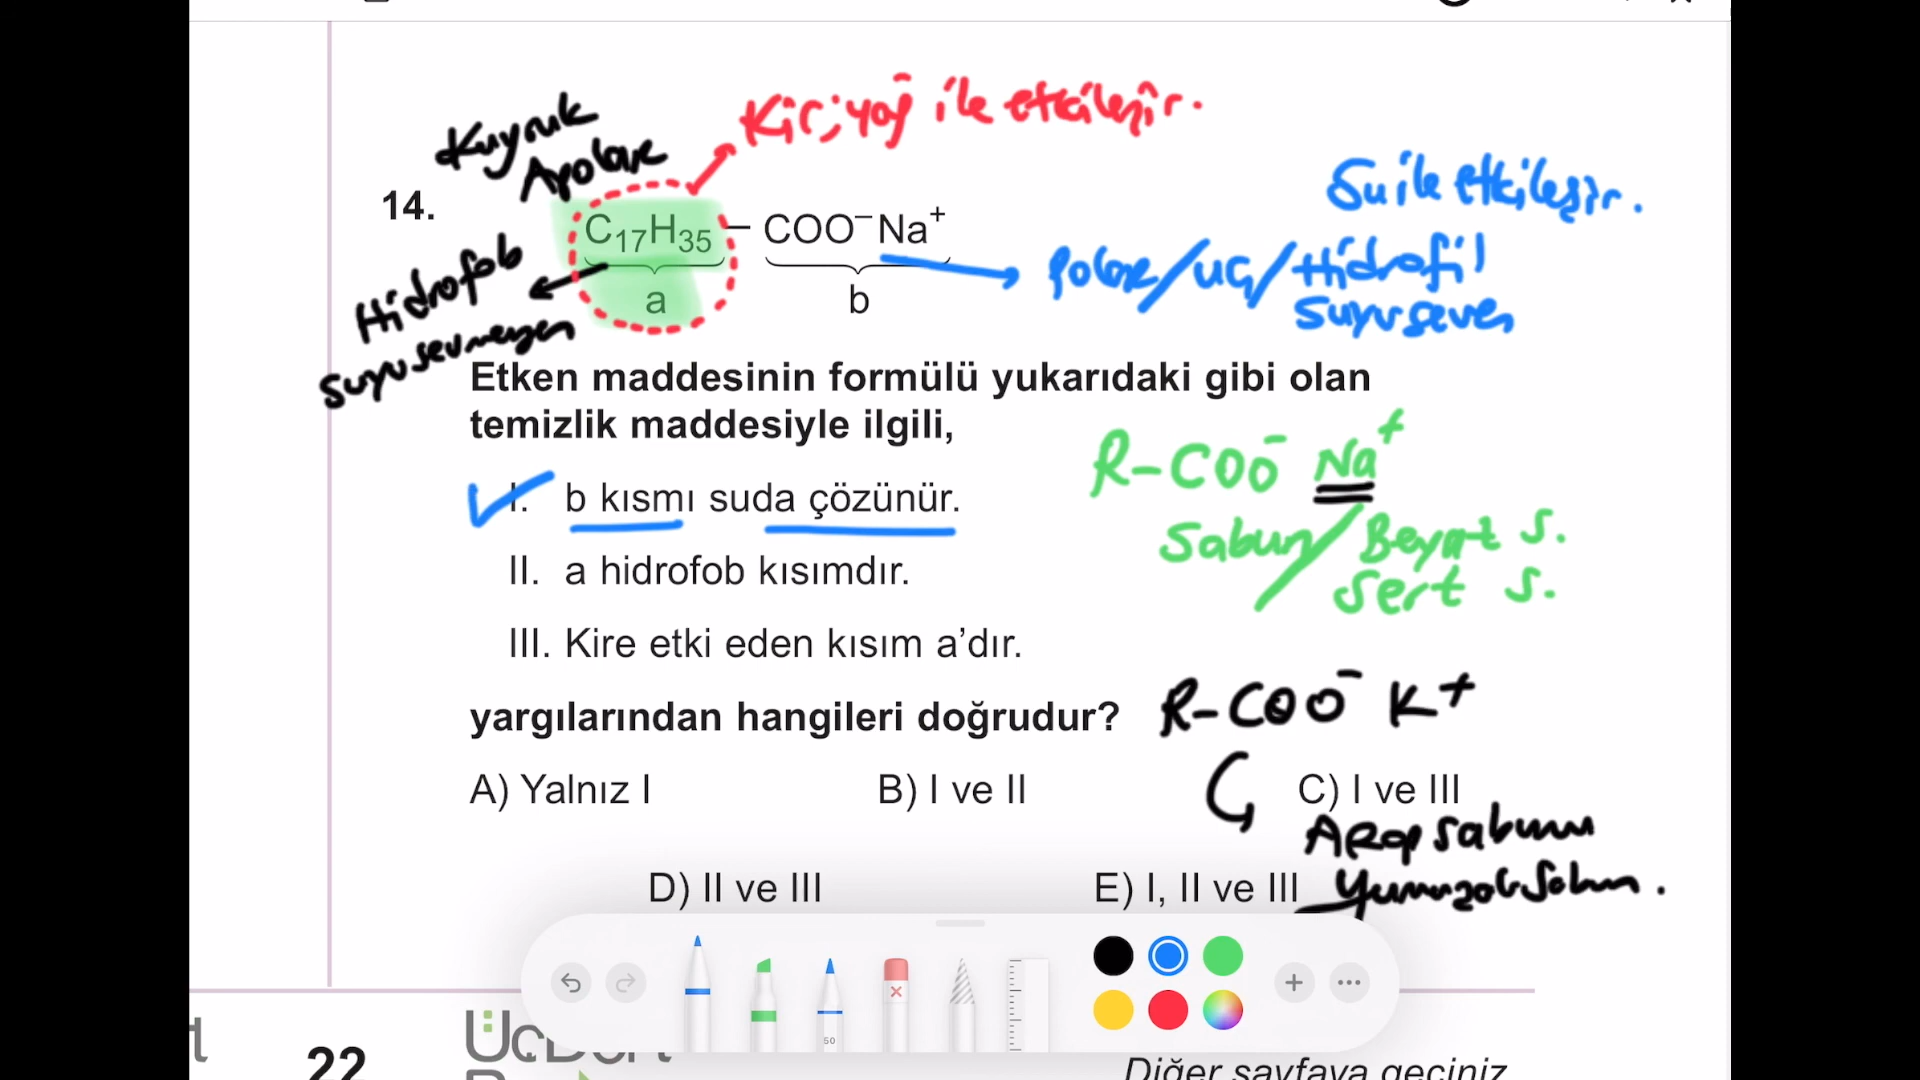 Kuyruk
Apolar
Kir, yağ ile etkileşir.
Su ile etkileşir.
14.
C17H35 – COO⁻Na⁺
a
b
Polar/uç/Hidrofil
suyu seven
Hidrofob
suyu sevmeyen
Etken maddesinin formülü yukarıdaki gibi olan
temizlik maddesiyle ilgili,
R-COO⁻ Na⁺
I. b kısmı suda çözünür.
Sabun/Beyaz S.
Sert S.
II. a hidrofob kısımdır.
III. Kire etki eden kısım a’dır.
R-COO⁻ K⁺
yargılarından hangileri doğrudur?
A) Yalnız I
B) I ve II
C) I ve III
Arap sabunu
Yumuşak Sabun.
D) II ve III
E) I, II ve III
50
22
Diğer sayfaya geçiniz